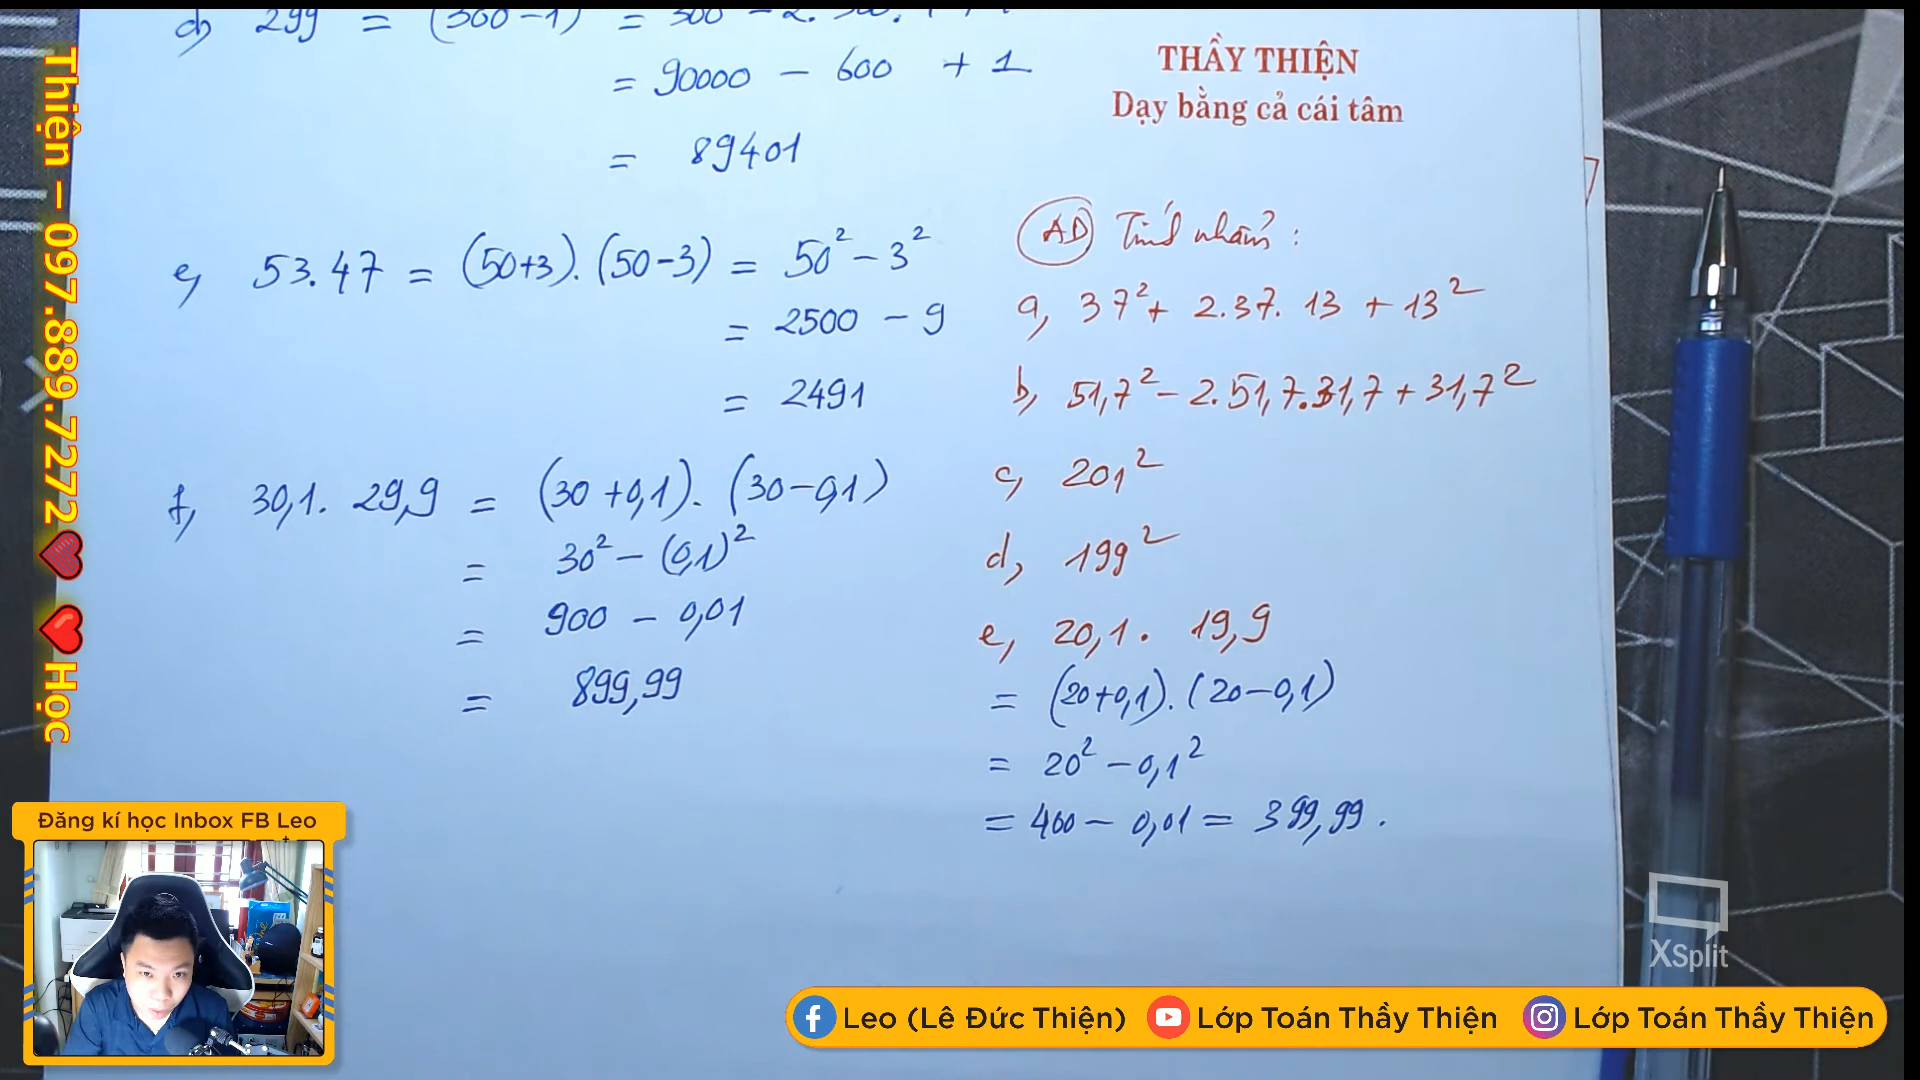 d, 299 = (300-1) = 300 - 2.
= 90000 - 600 + 1
= 89401
e, 53.47 = (50+3).(50-3) = 50² - 3²
= 2500 - 9
= 2491
f, 30,1. 29,9 = (30+0,1). (30-0,1)
= 30² - (0,1)²
= 900 - 0,01
= 899,99
THẦY THIỆN
Dạy bằng cả cái tâm
AD Tính nhẩm:
a, 37² + 2.37. 13 + 13²
b, 51,7² - 2.51,7.31,7 + 31,7²
c, 201²
d, 199²
e, 20,1. 19,9
= (20+0,1).(20-0,1)
= 20² - 0,1²
= 400 - 0,01 = 399,99.
Thiện – 097.889.7272 ❤ ❤ Học
Đăng kí học Inbox FB Leo
XSplit
Leo (Lê Đức Thiện) Lớp Toán Thầy Thiện Lớp Toán Thầy Thiện